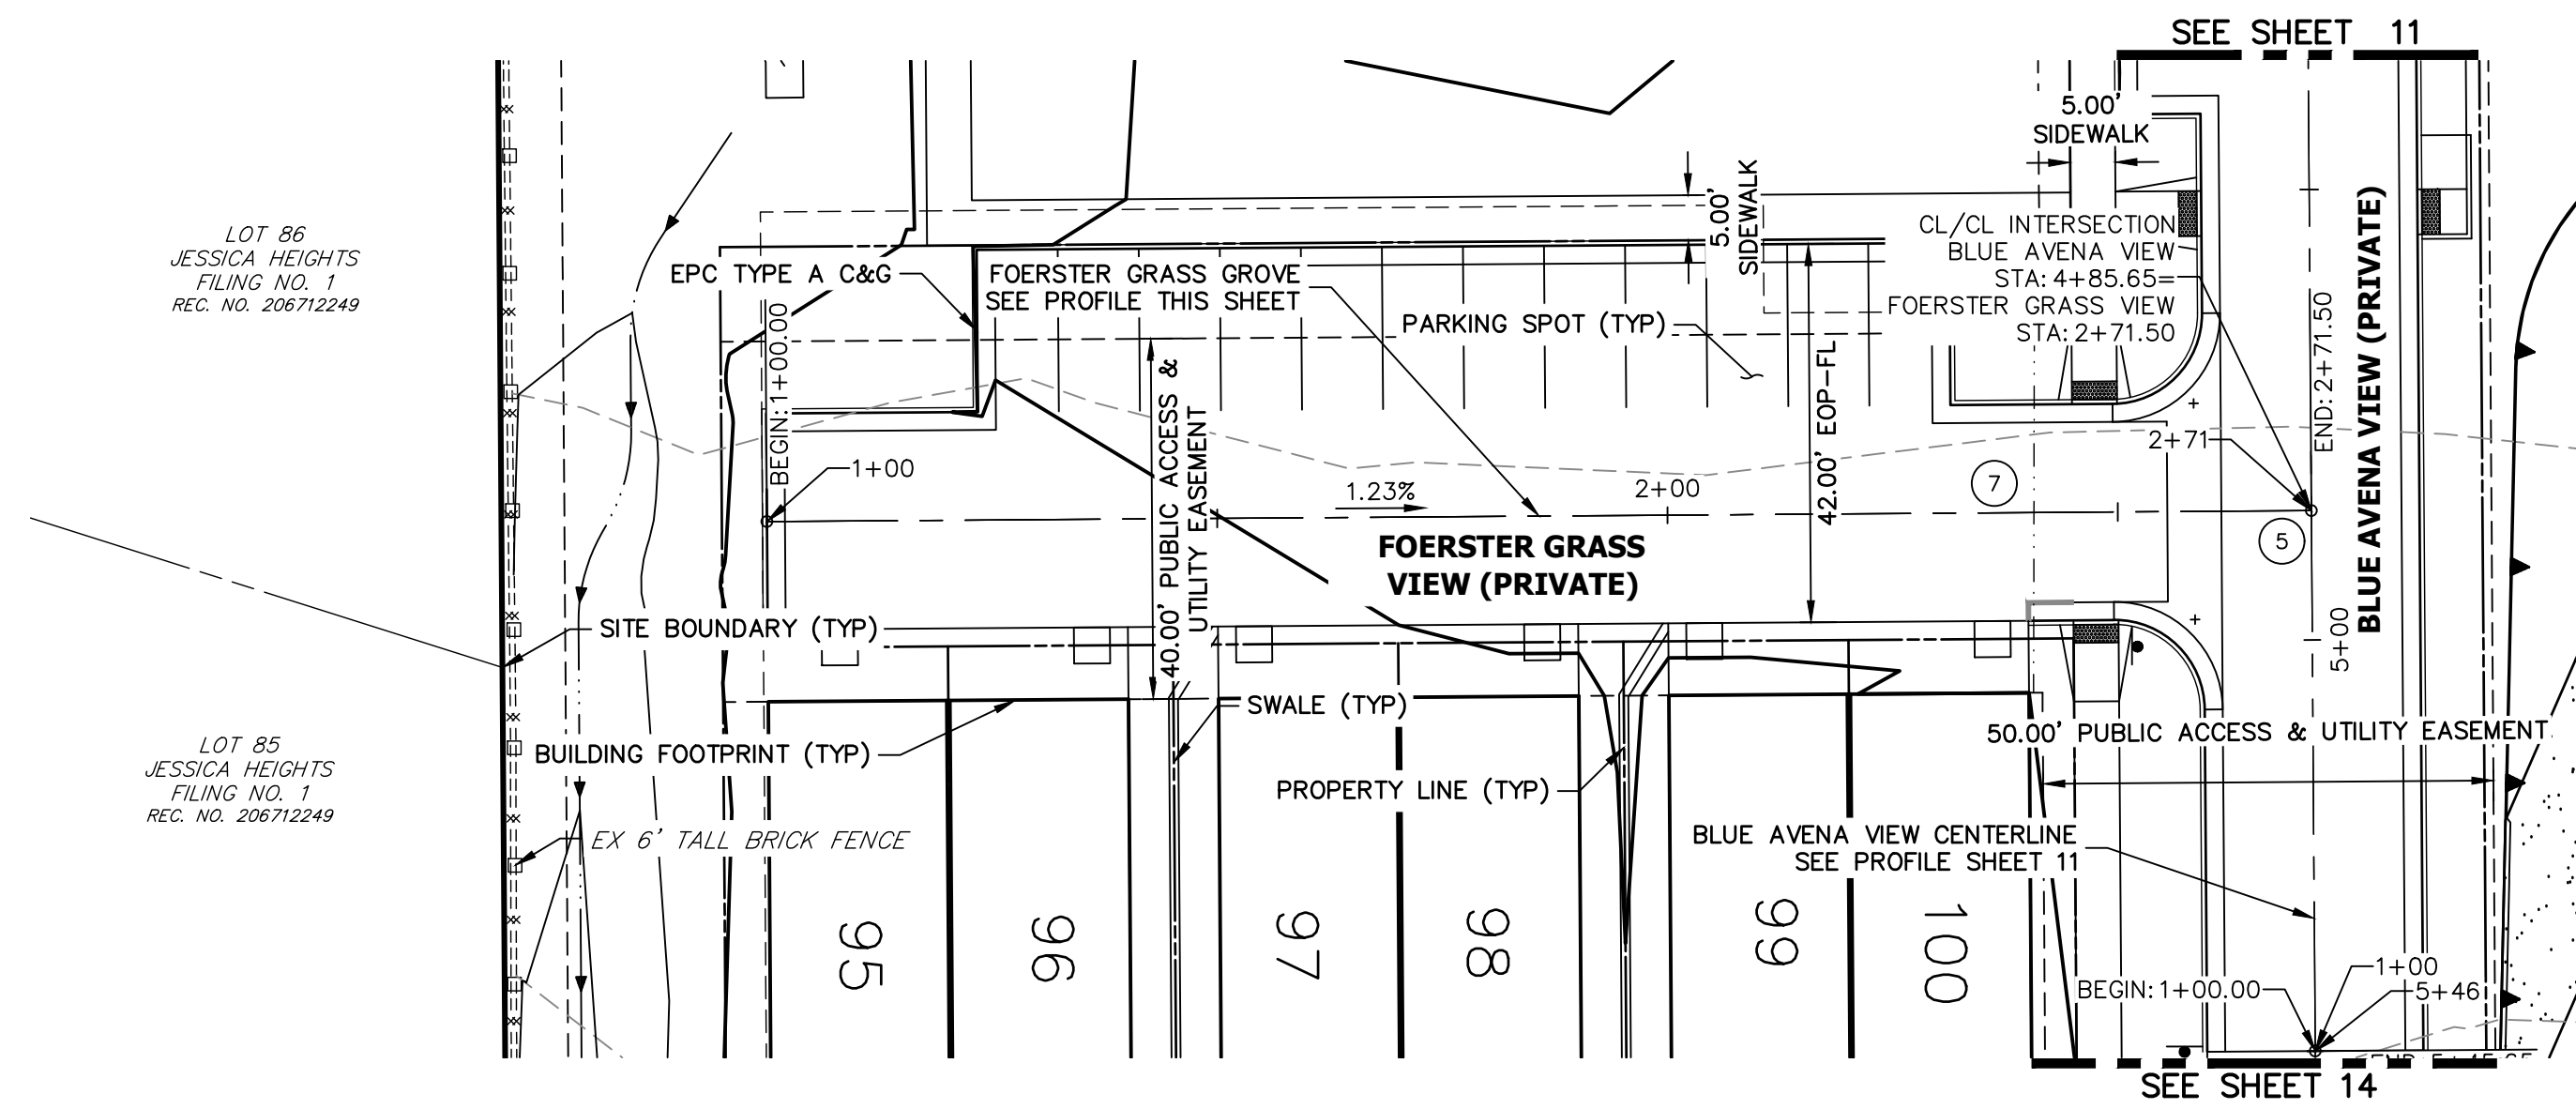 SEE SHEET 11
5.00'
SIDEWALK
5.00'
SIDEWALK
LOT 86
JESSICA HEIGHTS
FILING NO. 1
REC. NO. 206712249
EPC TYPE A C&G
FOERSTER GRASS GROVE
SEE PROFILE THIS SHEET
PARKING SPOT (TYP)
CL/CL INTERSECTION
BLUE AVENA VIEW
STA: 4+85.65=
FOERSTER GRASS VIEW
STA: 2+71.50
BEGIN: 1+00.00
1+00
40.00' PUBLIC ACCESS &
UTILITY EASEMENT
1.23%
2+00
42.00' EOP-FL
7
2+71
END: 2+71.50
BLUE AVENA VIEW (PRIVATE)
5
5+00
FOERSTER GRASS
VIEW (PRIVATE)
SITE BOUNDARY (TYP)
SWALE (TYP)
BUILDING FOOTPRINT (TYP)
PROPERTY LINE (TYP)
50.00' PUBLIC ACCESS & UTILITY EASEMENT
LOT 85
JESSICA HEIGHTS
FILING NO. 1
REC. NO. 206712249
EX 6' TALL BRICK FENCE
BLUE AVENA VIEW CENTERLINE
SEE PROFILE SHEET 11
95
96
97
98
99
100
1+00
BEGIN: 1+00.00
5+46
SEE SHEET 14